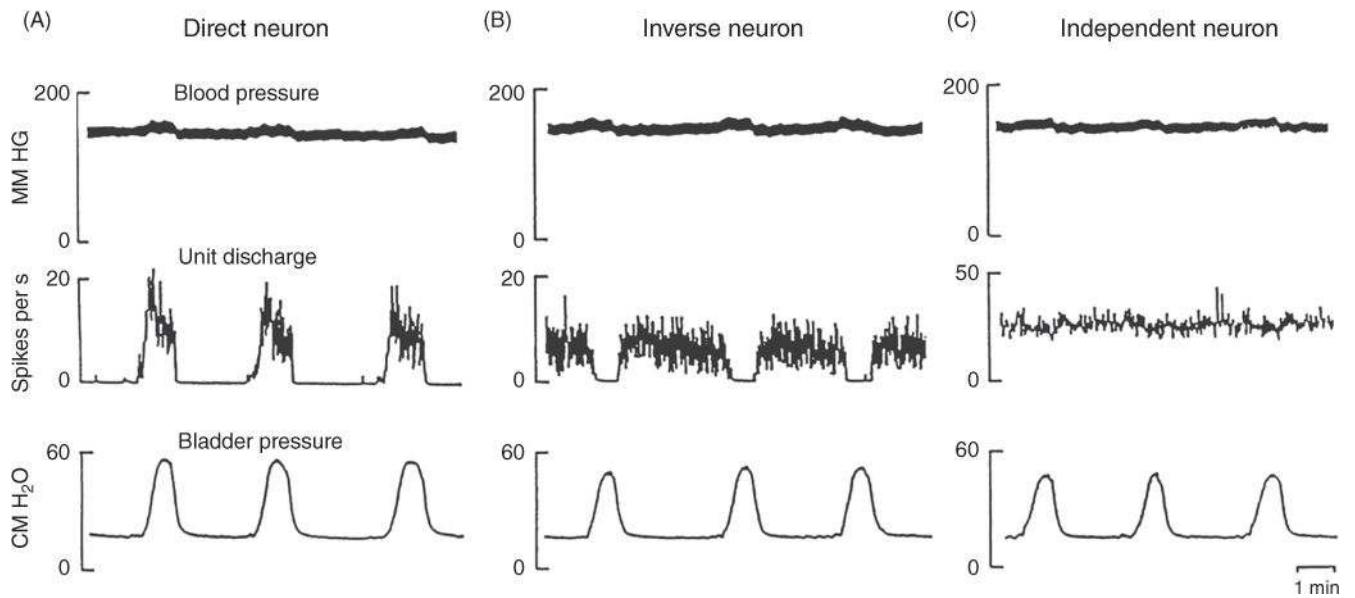 (A) Direct neuron
(B) Inverse neuron
(C) Independent neuron
200
Blood pressure
MM HG
0
200
0
200
0
Unit discharge
20
Spikes per s
0
20
0
50
0
Bladder pressure
60
CM H₂O
0
60
0
60
0
1 min